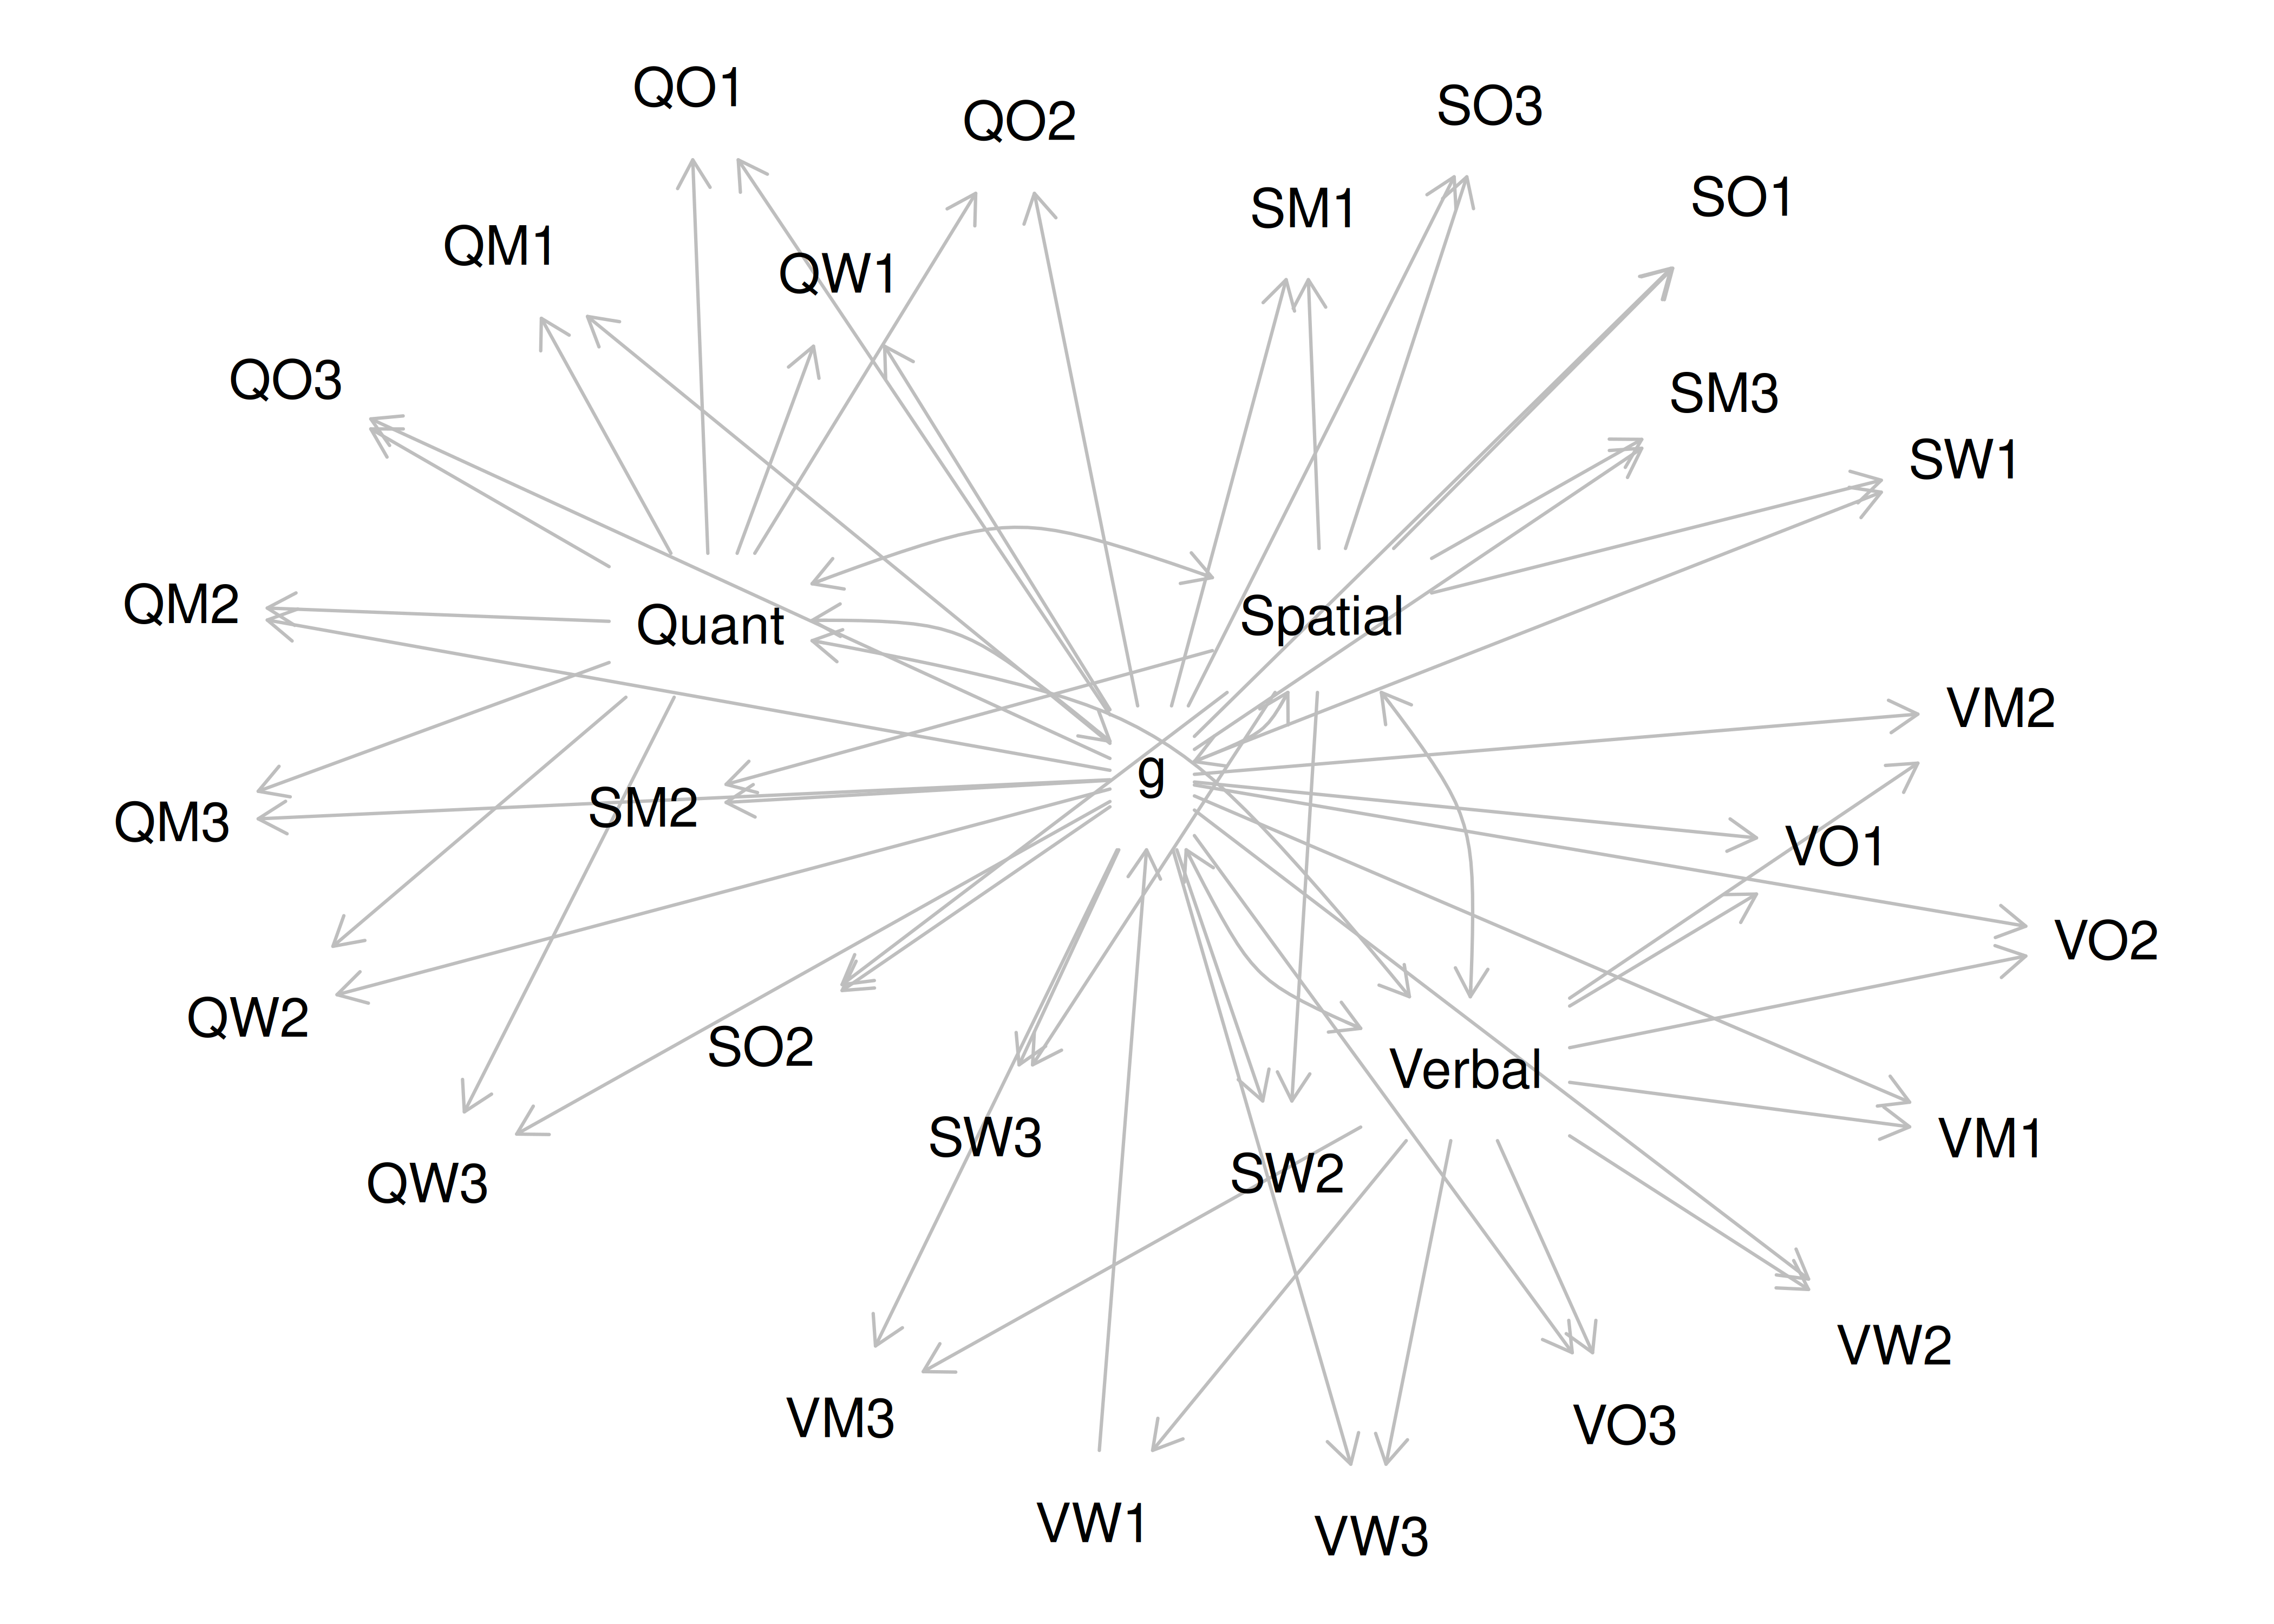 QO1
QO2
SO3
SO1
SM1
QM1
QW1
QO3
SM3
SW1
QM2
Quant
Spatial
VM2
g
SM2
QM3
VO1
VO2
QW2
SO2
Verbal
SW3
VM1
SW2
QW3
VW2
VM3
VO3
VW1
VW3